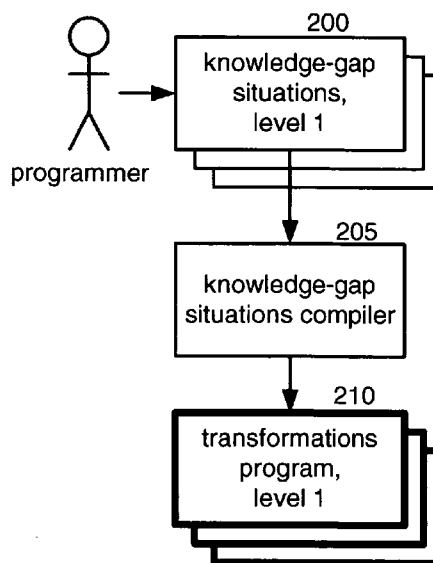 200
knowledge-gap
situations,
level 1
programmer
205
knowledge-gap
situations compiler
210
transformations
program,
level 1